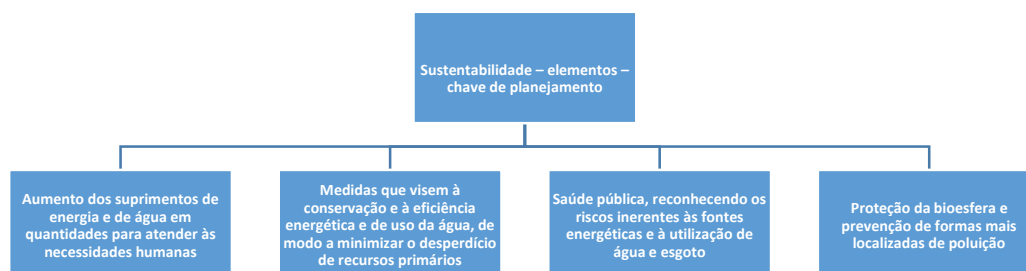 Sustentabilidade – elementos –
chave de planejamento
Aumento dos suprimentos de
energia e de água em
quantidades para atender às
necessidades humanas
Medidas que visem à
conservação e à eficiência
energética e de uso da água, de
modo a minimizar o desperdício
de recursos primários
Saúde pública, reconhecendo os
riscos inerentes às fontes
energéticas e à utilização de
água e esgoto
Proteção da bioesfera e
prevenção de formas mais
localizadas de poluição